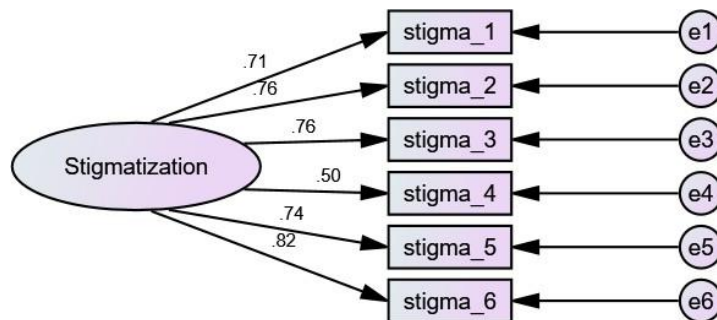 stigma_1
e1
.71
stigma_2
e2
.76
stigma_3
e3
.76
Stigmatization
stigma_4
e4
.50
stigma_5
e5
.74
stigma_6
e6
.82